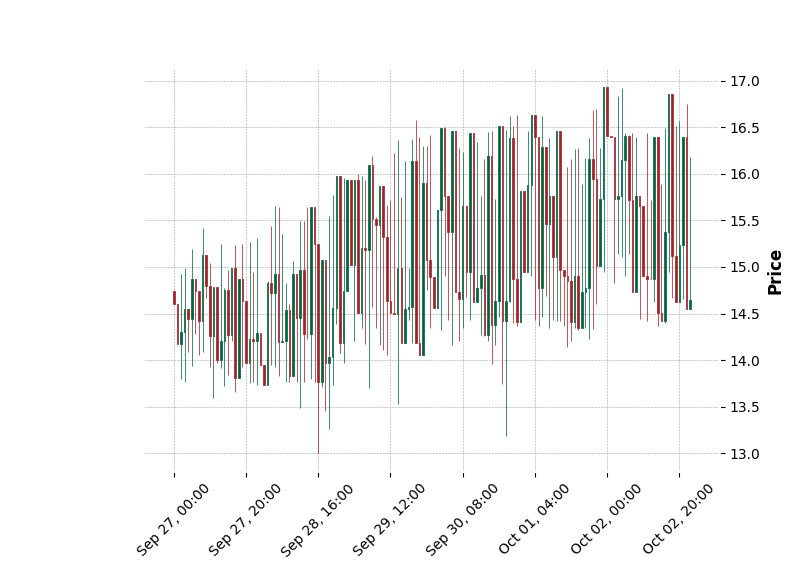 17.0
16.5
16.0
15.5
15.0
14.5
14.0
13.5
13.0
Price
Sep 27, 00:00
Sep 27, 20:00
Sep 28, 16:00
Sep 29, 12:00
Sep 30, 08:00
Oct 01, 04:00
Oct 02, 00:00
Oct 02, 20:00